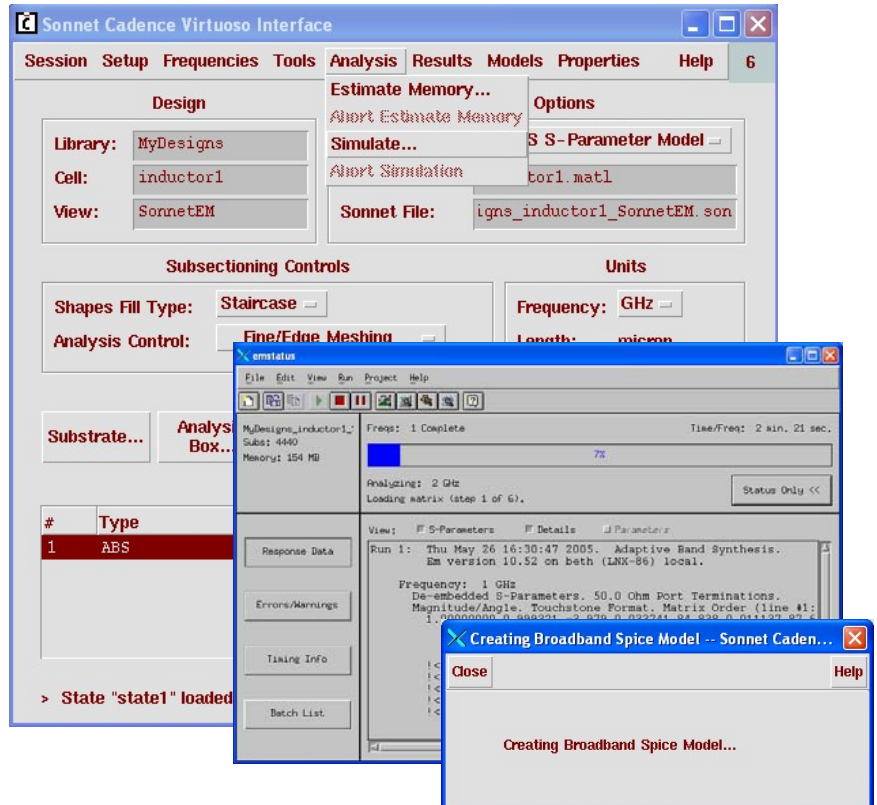 Sonnet Cadence Virtuoso Interface
Session Setup Frequencies Tools Analysis Results Models Properties Help 6
Estimate Memory...
Abort Estimate Memory
Simulate...
Abort Simulation
Design
Library: MyDesigns
Cell: inductor1
View: SonnetEM
Options
S S-Parameter Model
tor1.matl
Sonnet File: igns_inductor1_SonnetEM.son
Subsectioning Controls
Shapes Fill Type: Staircase
Analysis Control: Fine/Edge Meshing
Units
Frequency: GHz
Length: micron
Substrate...
Analysi
Box...
# Type
1 ABS
> State "state1" loaded
emstatus
File Edit View Run Project Help
MyDesigns_inductor1_
Subs: 4440
Memory: 154 MB
Freqs: 1 Complete Time/Freq: 2 min. 21 sec.
7%
Analyzing: 2 GHz
Loading matrix (step 1 of 6).
Status Only <<
Response Data
Errors/Warnings
Timing Info
Batch List
View: S-Parameters Details Parameters
Run 1: Thu May 26 16:30:47 2005. Adaptive Band Synthesis.
Em version 10.52 on beth (LNX-86) local.
Frequency: 1 GHz
De-embedded S-Parameters. 50.0 Ohm Port Terminations.
Magnitude/Angle. Touchstone Format. Matrix Order (line #1:
!<
!<
!<
!<
!<
Creating Broadband Spice Model -- Sonnet Caden...
Close Help
Creating Broadband Spice Model...